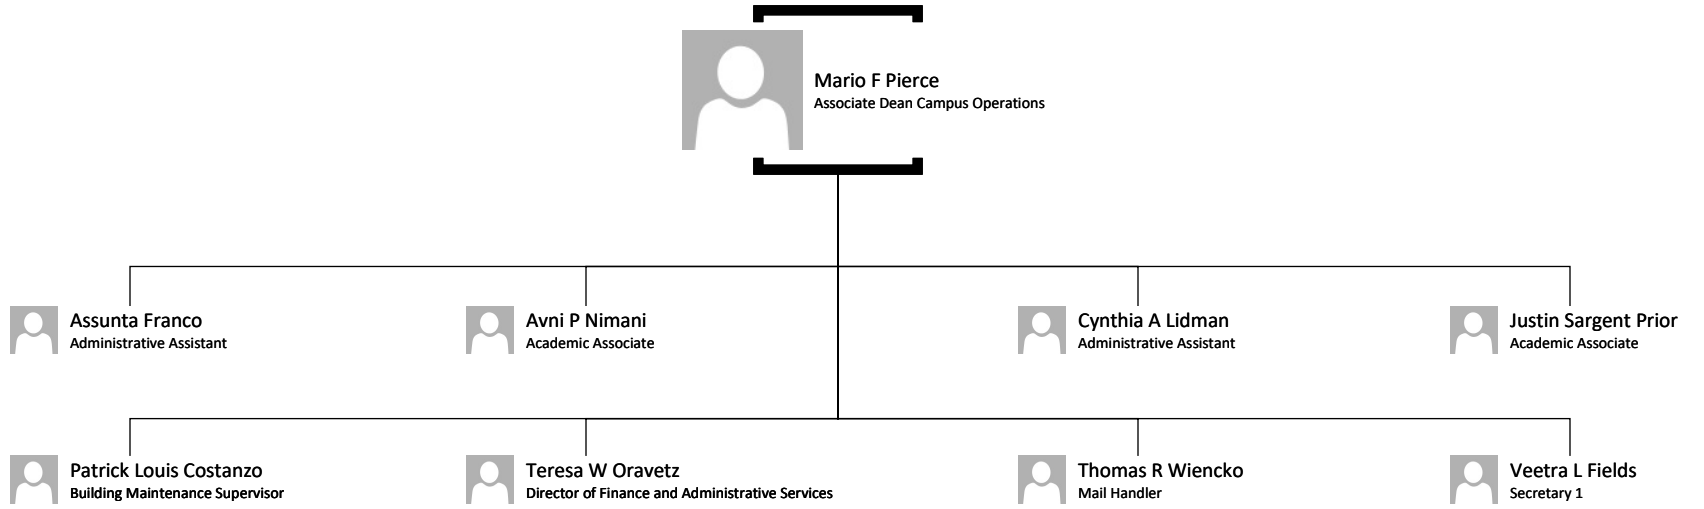 Mario F Pierce
Associate Dean Campus Operations
Assunta Franco
Administrative Assistant
Avni P Nimani
Academic Associate
Cynthia A Lidman
Administrative Assistant
Justin Sargent Prior
Academic Associate
Patrick Louis Costanzo
Building Maintenance Supervisor
Teresa W Oravetz
Director of Finance and Administrative Services
Thomas R Wiencko
Mail Handler
Veetra L Fields
Secretary 1